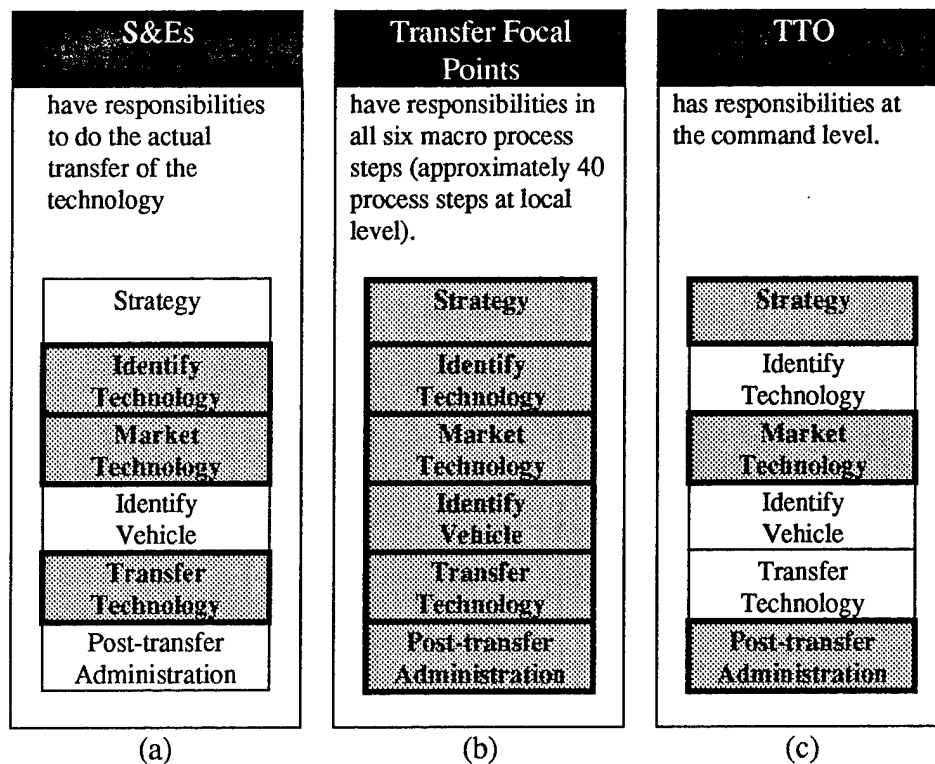 S&Es
have responsibilities
to do the actual
transfer of the
technology
Strategy
Identify
Technology
Market
Technology
Identify
Vehicle
Transfer
Technology
Post-transfer
Administration
(a)
Transfer Focal
Points
have responsibilities in
all six macro process
steps (approximately 40
process steps at local
level).
Strategy
Identify
Technology
Market
Technology
Identify
Vehicle
Transfer
Technology
Post-transfer
Administration
(b)
TTO
has responsibilities at
the command level.
Strategy
Identify
Technology
Market
Technology
Identify
Vehicle
Transfer
Technology
Post-transfer
Administration
(c)